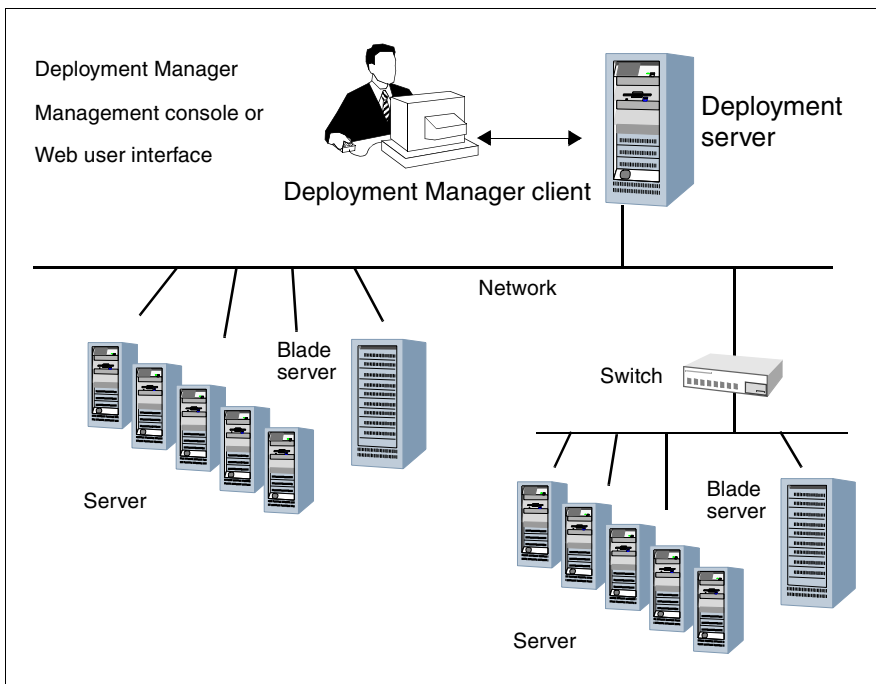 Deployment Manager
Management console or
Web user interface
Deployment Manager client
Deployment
server
Network
Blade
server
Server
Switch
Blade
server
Server